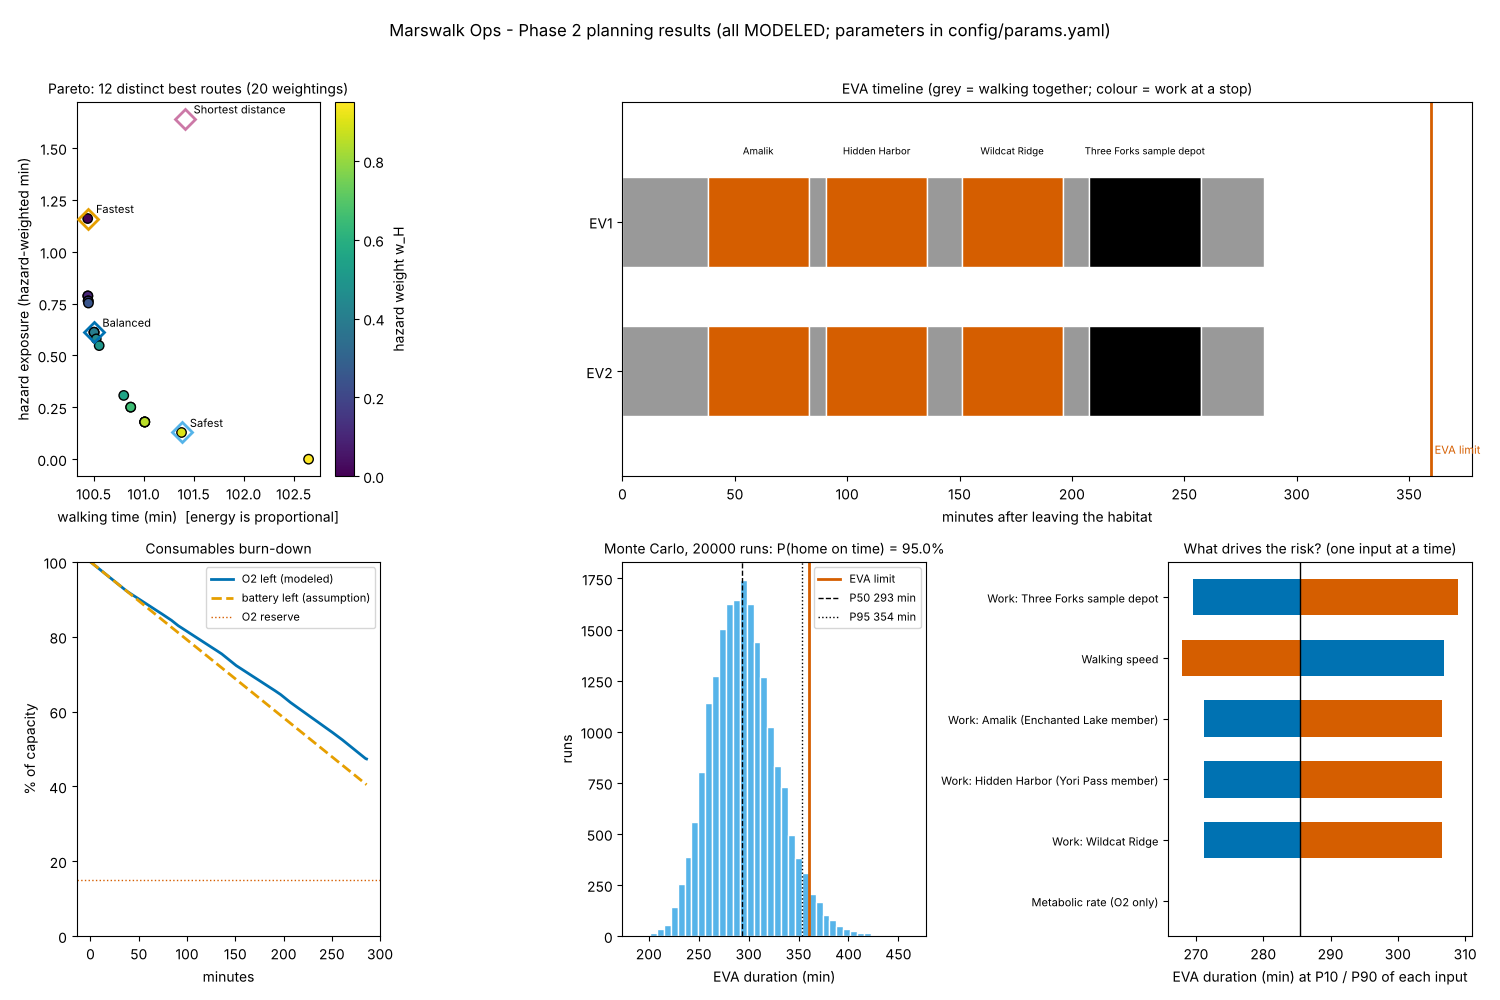 Marswalk Ops - Phase 2 planning results (all MODELED; parameters in config/params.yaml)
Pareto: 12 distinct best routes (20 weightings)
hazard exposure (hazard-weighted min)
1.50
1.25
1.00
0.75
0.50
0.25
0.00
Shortest distance
Fastest
Balanced
Safest
100.5
101.0
101.5
102.0
102.5
walking time (min)  [energy is proportional]
0.8
0.6
0.4
0.2
0.0
hazard weight w_H
EVA timeline (grey = walking together; colour = work at a stop)
Amalik
Hidden Harbor
Wildcat Ridge
Three Forks sample depot
EV1
EV2
EVA limit
0
50
100
150
200
250
300
350
minutes after leaving the habitat
Consumables burn-down
% of capacity
100
80
60
40
20
0
O2 left (modeled)
battery left (assumption)
O2 reserve
0
50
100
150
200
250
300
minutes
Monte Carlo, 20000 runs: P(home on time) = 95.0%
runs
1750
1500
1250
1000
750
500
250
0
EVA limit
P50 293 min
P95 354 min
200
250
300
350
400
450
EVA duration (min)
What drives the risk? (one input at a time)
Work: Three Forks sample depot
Walking speed
Work: Amalik (Enchanted Lake member)
Work: Hidden Harbor (Yori Pass member)
Work: Wildcat Ridge
Metabolic rate (O2 only)
270
280
290
300
310
EVA duration (min) at P10 / P90 of each input